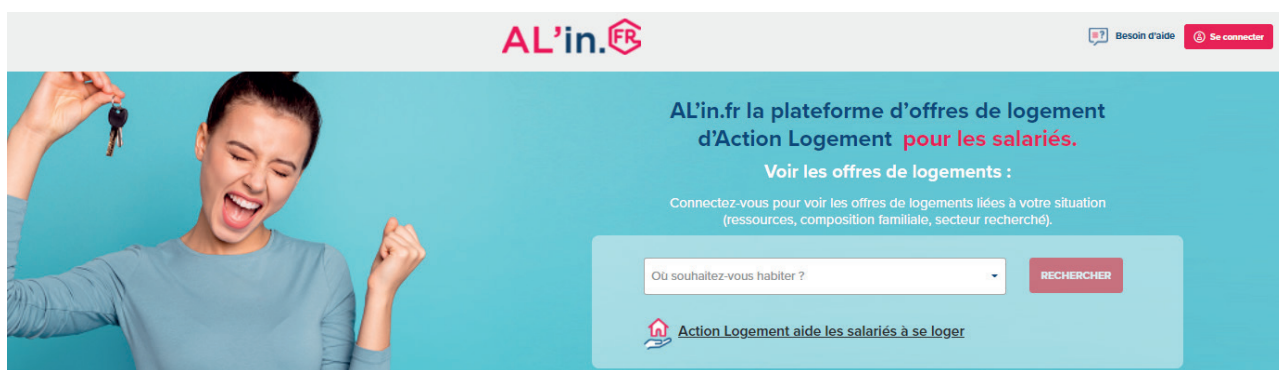 AL'in.FR
Besoin d'aide
Se connecter
AL'in.fr la plateforme d'offres de logement
d'Action Logement pour les salariés.
Voir les offres de logements :
Connectez-vous pour voir les offres de logements liées à votre situation
(ressources, composition familiale, secteur recherché).
Où souhaitez-vous habiter ?
RECHERCHER
Action Logement aide les salariés à se loger